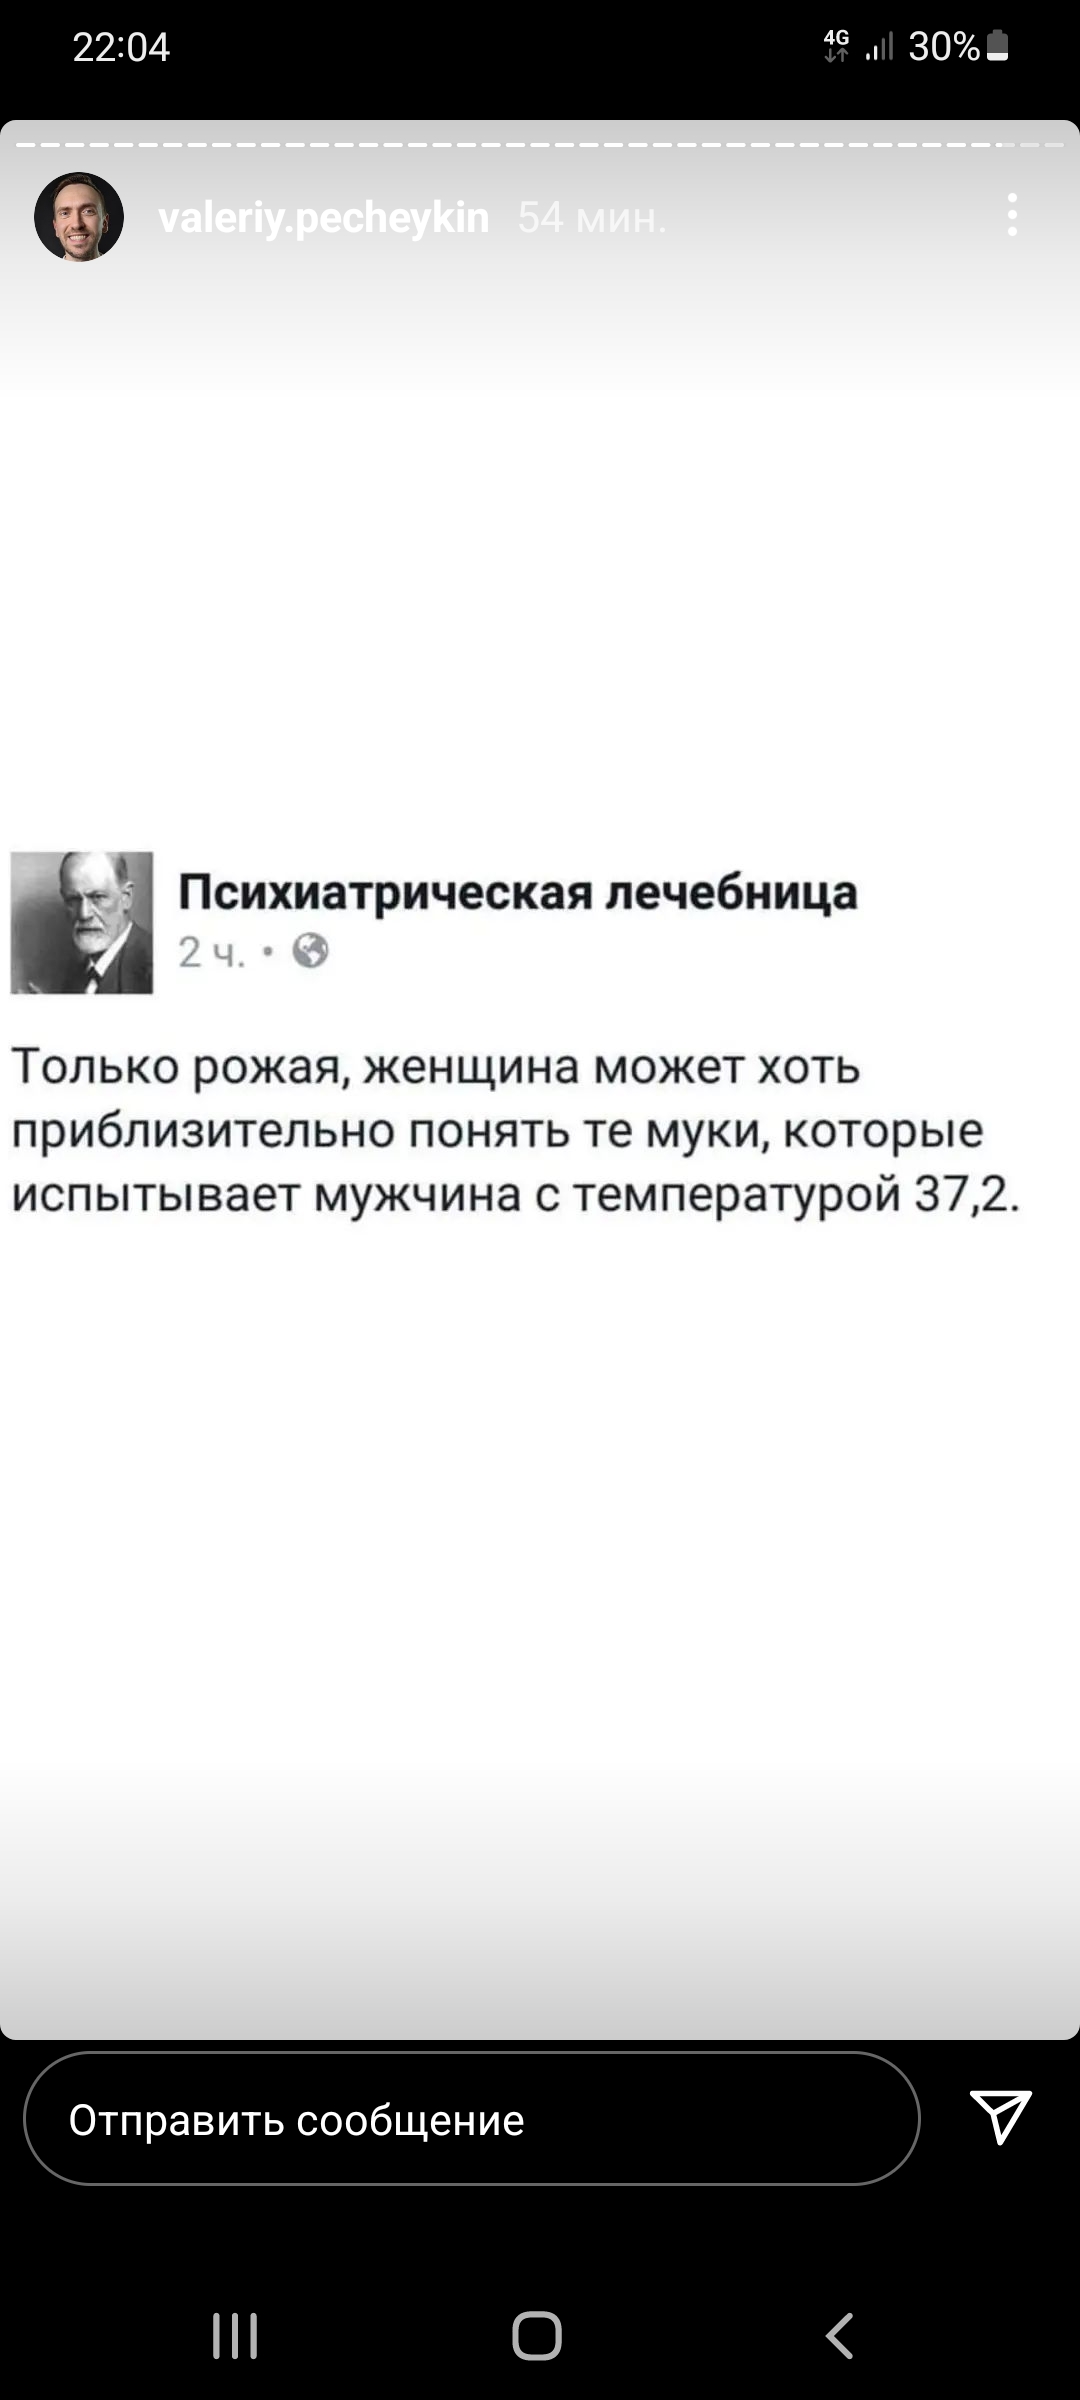 22:04
4G
30%
valeriy.pecheykin 54 мин.
Психиатрическая лечебница
2 ч. •
Только рожая, женщина может хоть
приблизительно понять те муки, которые
испытывает мужчина с температурой 37,2.
Отправить сообщение